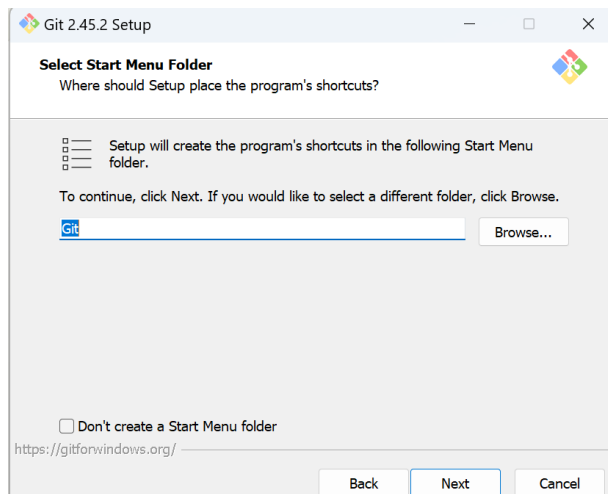 Git 2.45.2 Setup
Select Start Menu Folder
Where should Setup place the program's shortcuts?
Setup will create the program's shortcuts in the following Start Menu
folder.
To continue, click Next. If you would like to select a different folder, click Browse.
Git
Browse...
Don't create a Start Menu folder
https://gitforwindows.org/
Back
Next
Cancel